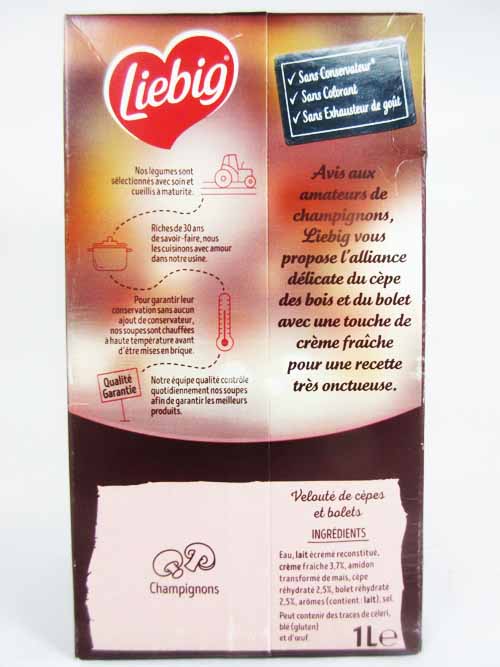 Liebig
✓ Sans Conservateur*
✓ Sans Colorant
✓ Sans Exhausteur de goût
Nos légumes sont
sélectionnés avec soin et
cueillis à maturité.
Riches de 30 ans
de savoir-faire, nous
les cuisinons avec amour
dans notre usine.
Pour garantir leur
conservation sans aucun
ajout de conservateur,
nos soupes sont chauffées
à haute température avant
d'être mises en brique.
Qualité
Garantie
Notre équipe qualité contrôle
quotidiennement nos soupes
afin de garantir les meilleurs
produits.
Avis aux
amateurs de
champignons,
Liebig vous
propose l'alliance
délicate du cèpe
des bois et du bolet
avec une touche de
crème fraîche
pour une recette
très onctueuse.
Champignons
Velouté de cèpes
et bolets
INGRÉDIENTS
Eau, lait écrémé reconstitué,
crème fraîche 3,7%, amidon
transformé de maïs, cèpe
réhydraté 2,5%, bolet réhydraté
2,5%, arômes (contient : lait), sel.
Peut contenir des traces de céleri,
blé (gluten)
et d'œuf.
1L℮